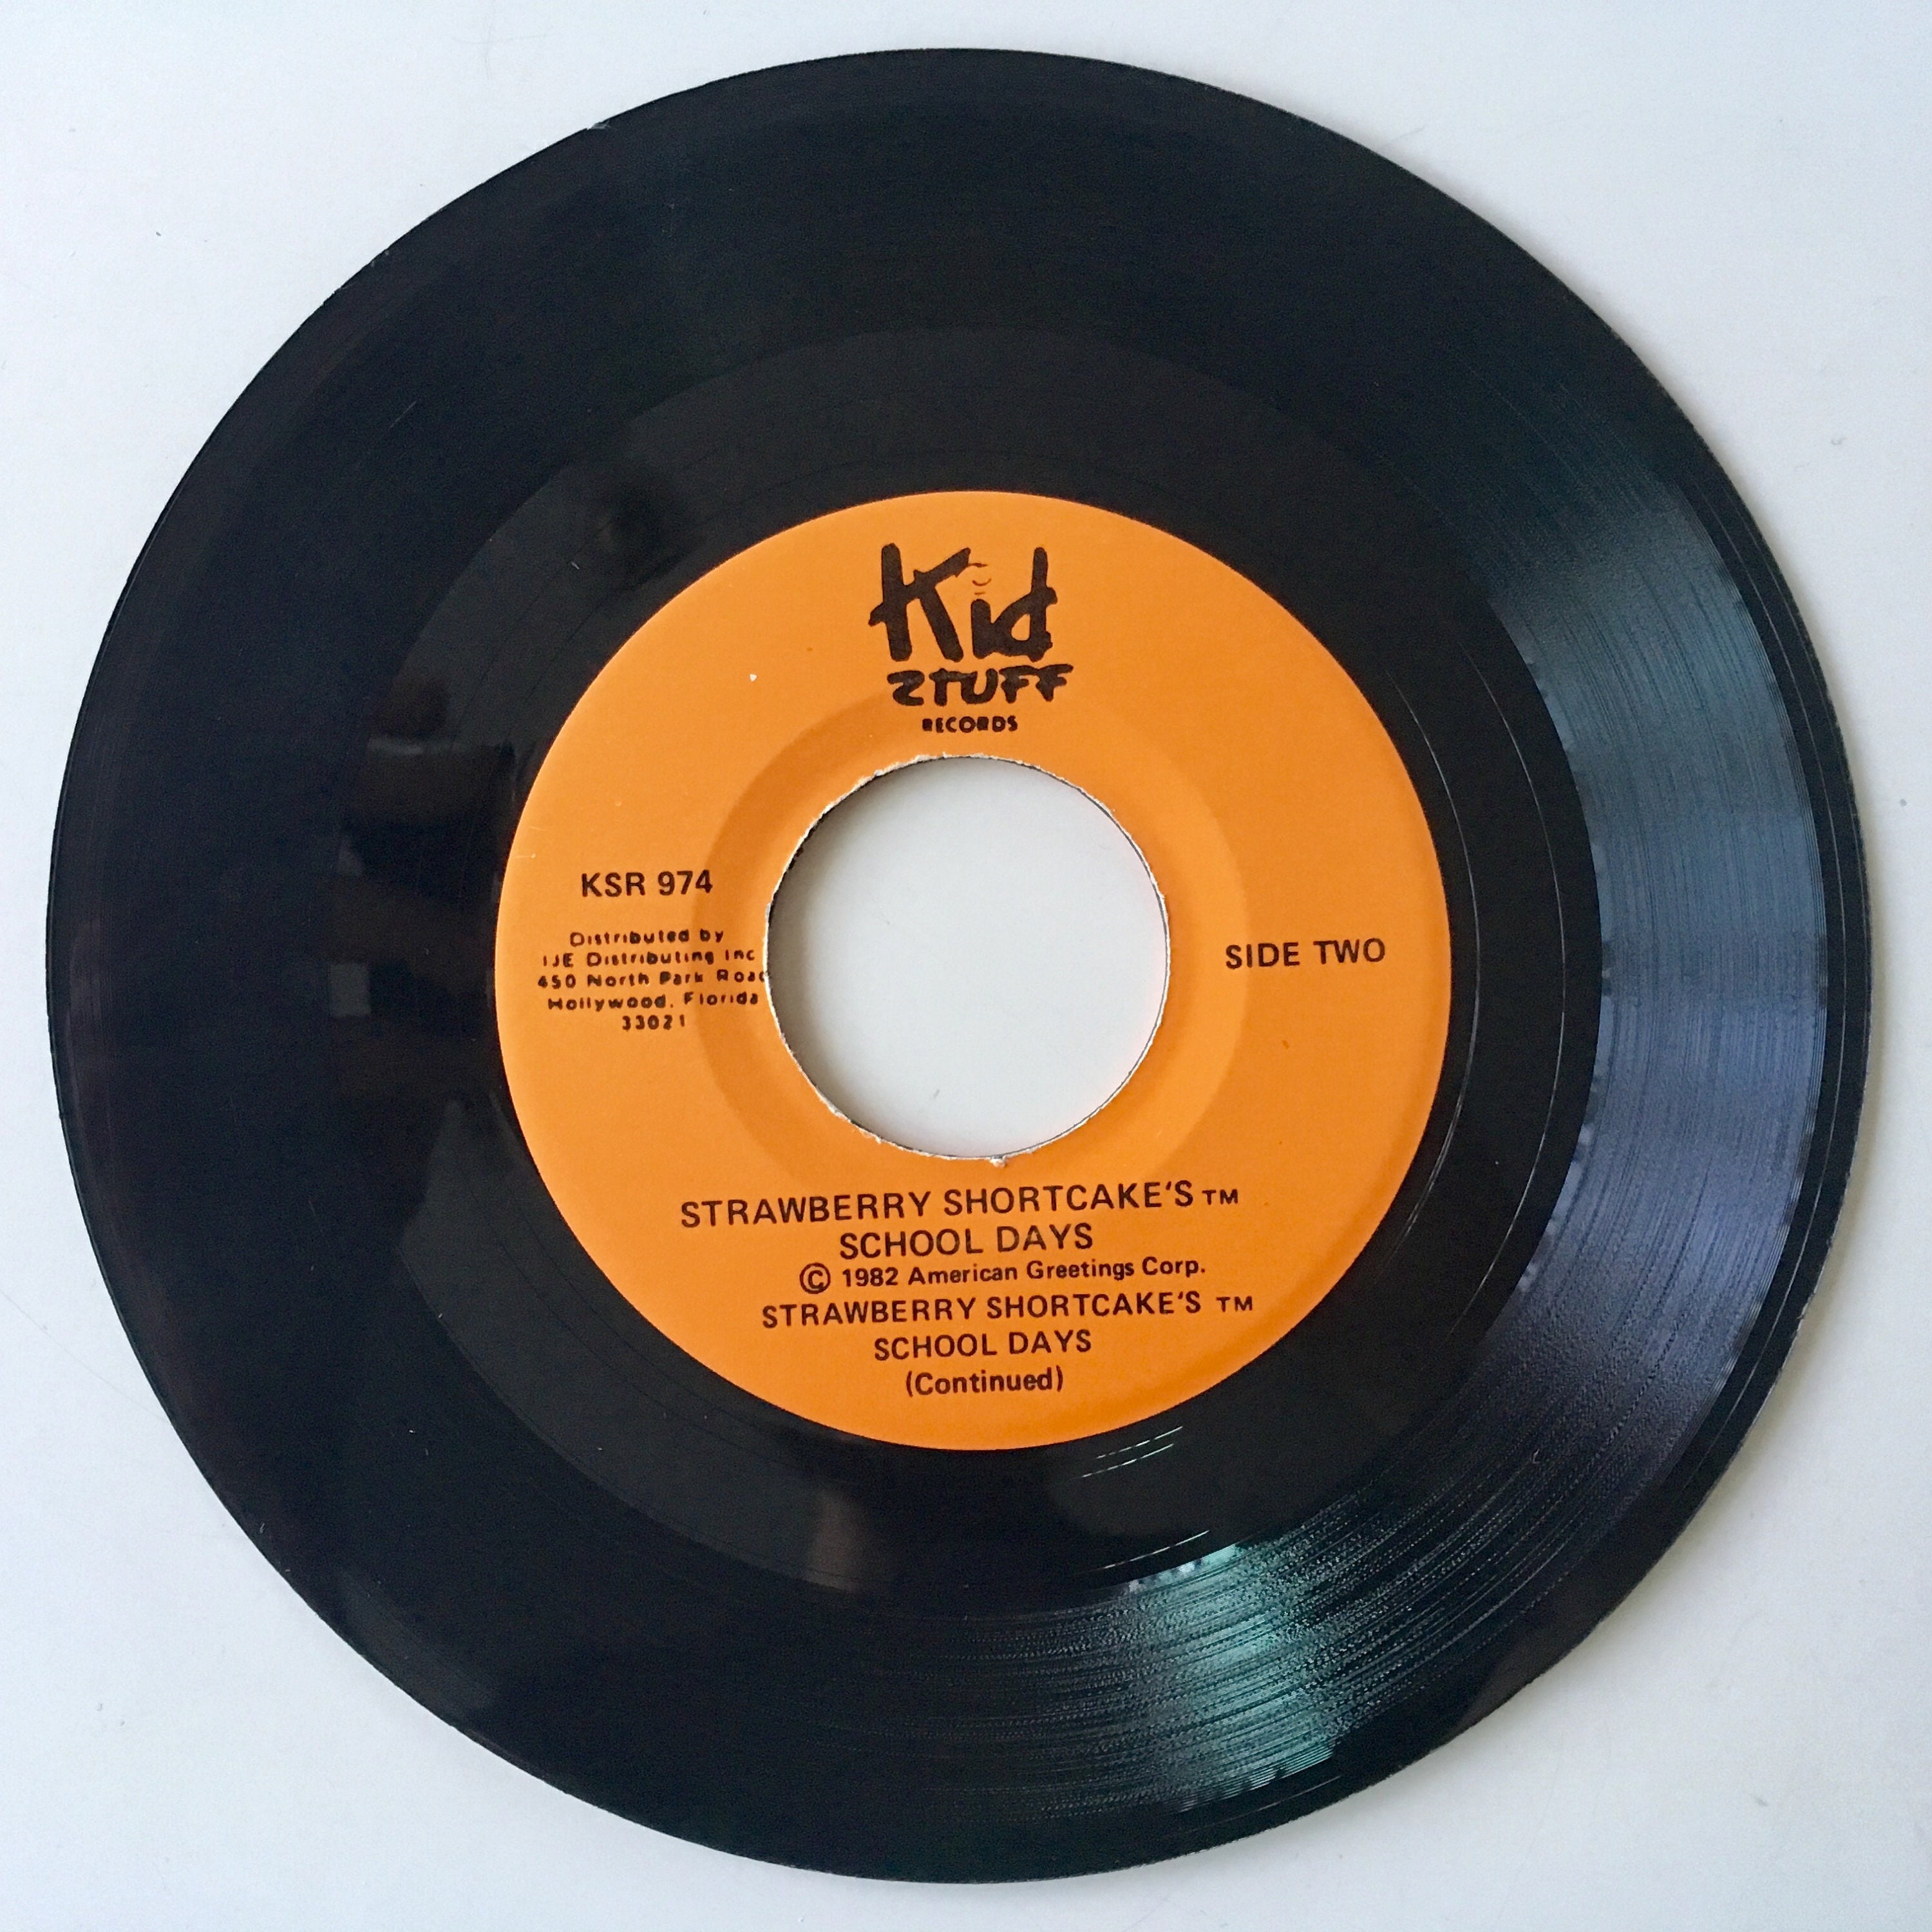 Kid
STUFF
RECORDS
KSR 974
Distributed by
IJE Distributing Inc
450 North Park Road
Hollywood, Florida
33021
SIDE TWO
STRAWBERRY SHORTCAKE'S TM
SCHOOL DAYS
© 1982 American Greetings Corp.
STRAWBERRY SHORTCAKE'S TM
SCHOOL DAYS
(Continued)